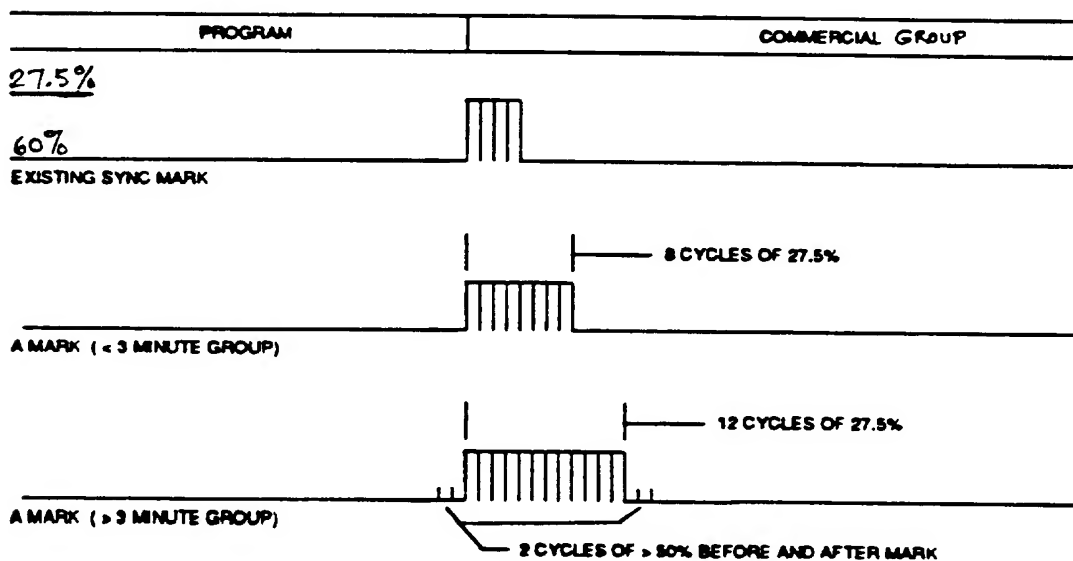 PROGRAM
COMMERCIAL GROUP
27.5%
60%
EXISTING SYNC MARK
8 CYCLES OF 27.5%
A MARK ( < 3 MINUTE GROUP)
12 CYCLES OF 27.5%
A MARK ( > 3 MINUTE GROUP)
2 CYCLES OF > 50% BEFORE AND AFTER MARK